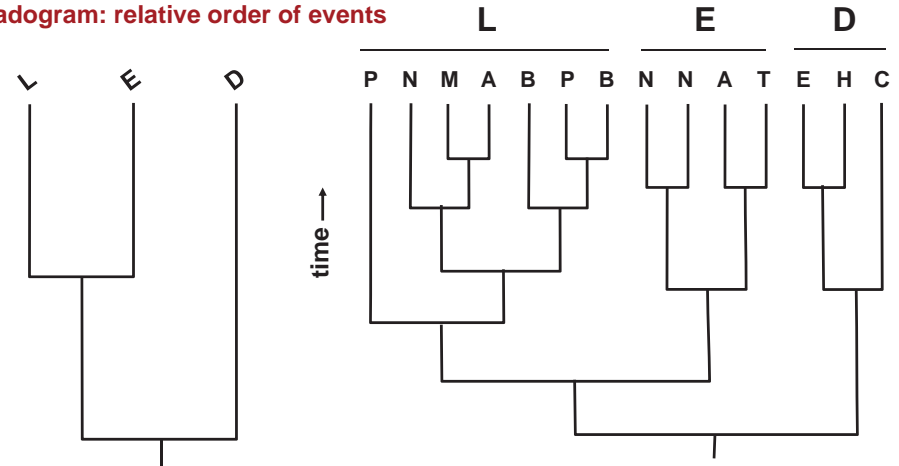 adogram: relative order of events
L E D
L E D
P N M A B P B N N A T E H C
time